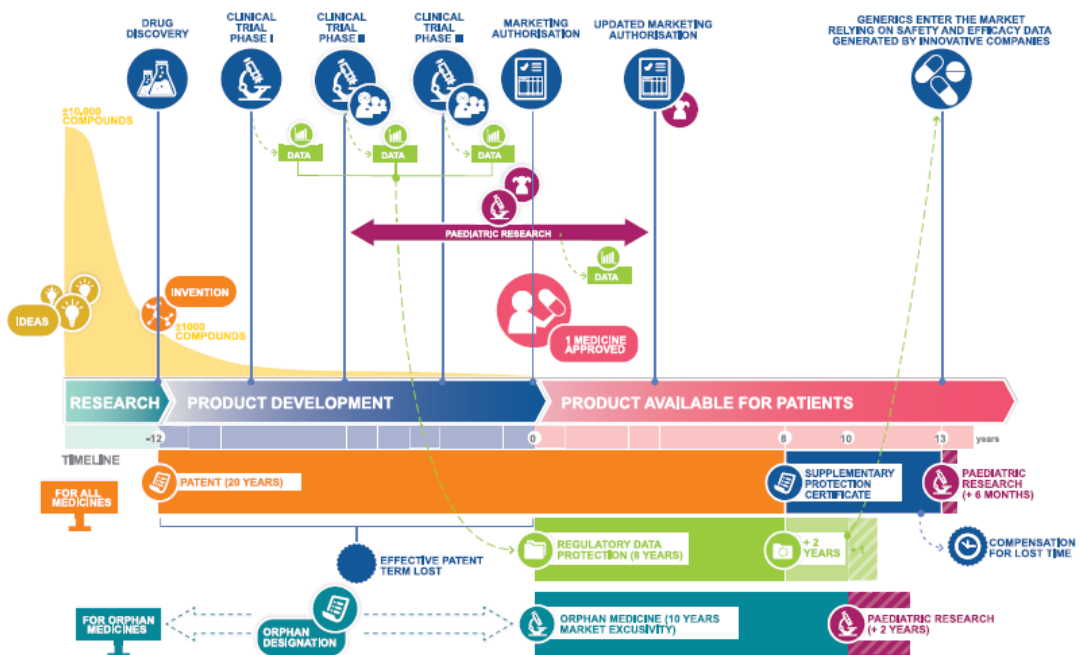 DRUG
DISCOVERY
CLINICAL
TRIAL
PHASE I
CLINICAL
TRIAL
PHASE II
CLINICAL
TRIAL
PHASE III
MARKETING
AUTHORISATION
UPDATED MARKETING
AUTHORISATION
GENERICS ENTER THE MARKET
RELYING ON SAFETY AND EFFICACY DATA
GENERATED BY INNOVATIVE COMPANIES
±10,000
COMPOUNDS
DATA
DATA
DATA
PAEDIATRIC RESEARCH
DATA
INVENTION
IDEAS
±1000
COMPOUNDS
1 MEDICINE
APPROVED
RESEARCH
PRODUCT DEVELOPMENT
PRODUCT AVAILABLE FOR PATIENTS
-12
0
8
10
13
years
TIMELINE
FOR ALL
MEDICINES
PATENT (20 YEARS)
SUPPLEMENTARY
PROTECTION
CERTIFICATE
PAEDIATRIC
RESEARCH
(+ 6 MONTHS)
EFFECTIVE PATENT
TERM LOST
REGULATORY DATA
PROTECTION (8 YEARS)
+ 2
YEARS
+ 1
COMPENSATION
FOR LOST TIME
FOR ORPHAN
MEDICINES
ORPHAN
DESIGNATION
ORPHAN MEDICINE (10 YEARS
MARKET EXCUSIVITY)
PAEDIATRIC RESEARCH
(+ 2 YEARS)